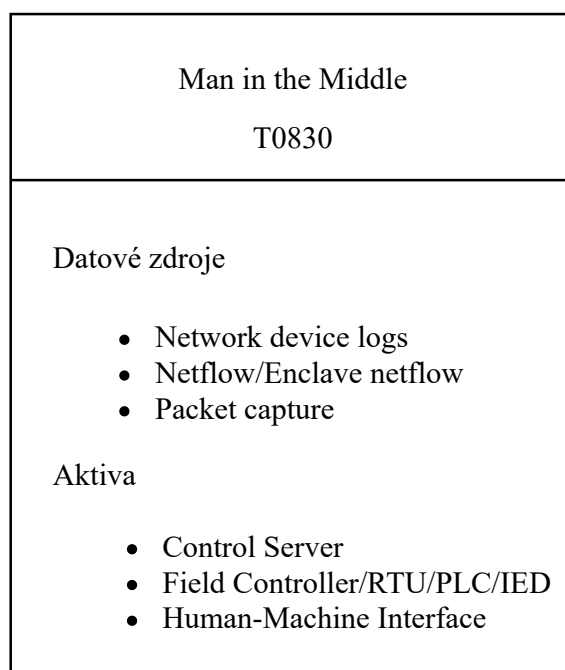 Man in the Middle
T0830
Datové zdroje
• Network device logs
• Netflow/Enclave netflow
• Packet capture
Aktiva
• Control Server
• Field Controller/RTU/PLC/IED
• Human-Machine Interface